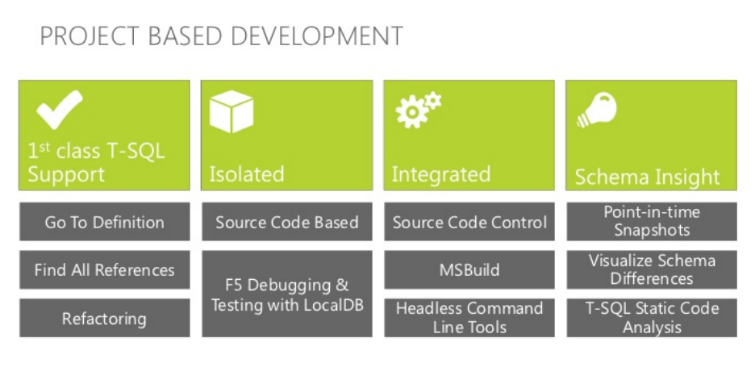 PROJECT BASED DEVELOPMENT
1st class T-SQL
Support
Go To Definition
Find All References
Refactoring
Isolated
Source Code Based
F5 Debugging &
Testing with LocalDB
Integrated
Source Code Control
MSBuild
Headless Command
Line Tools
Schema Insight
Point-in-time
Snapshots
Visualize Schema
Differences
T-SQL Static Code
Analysis